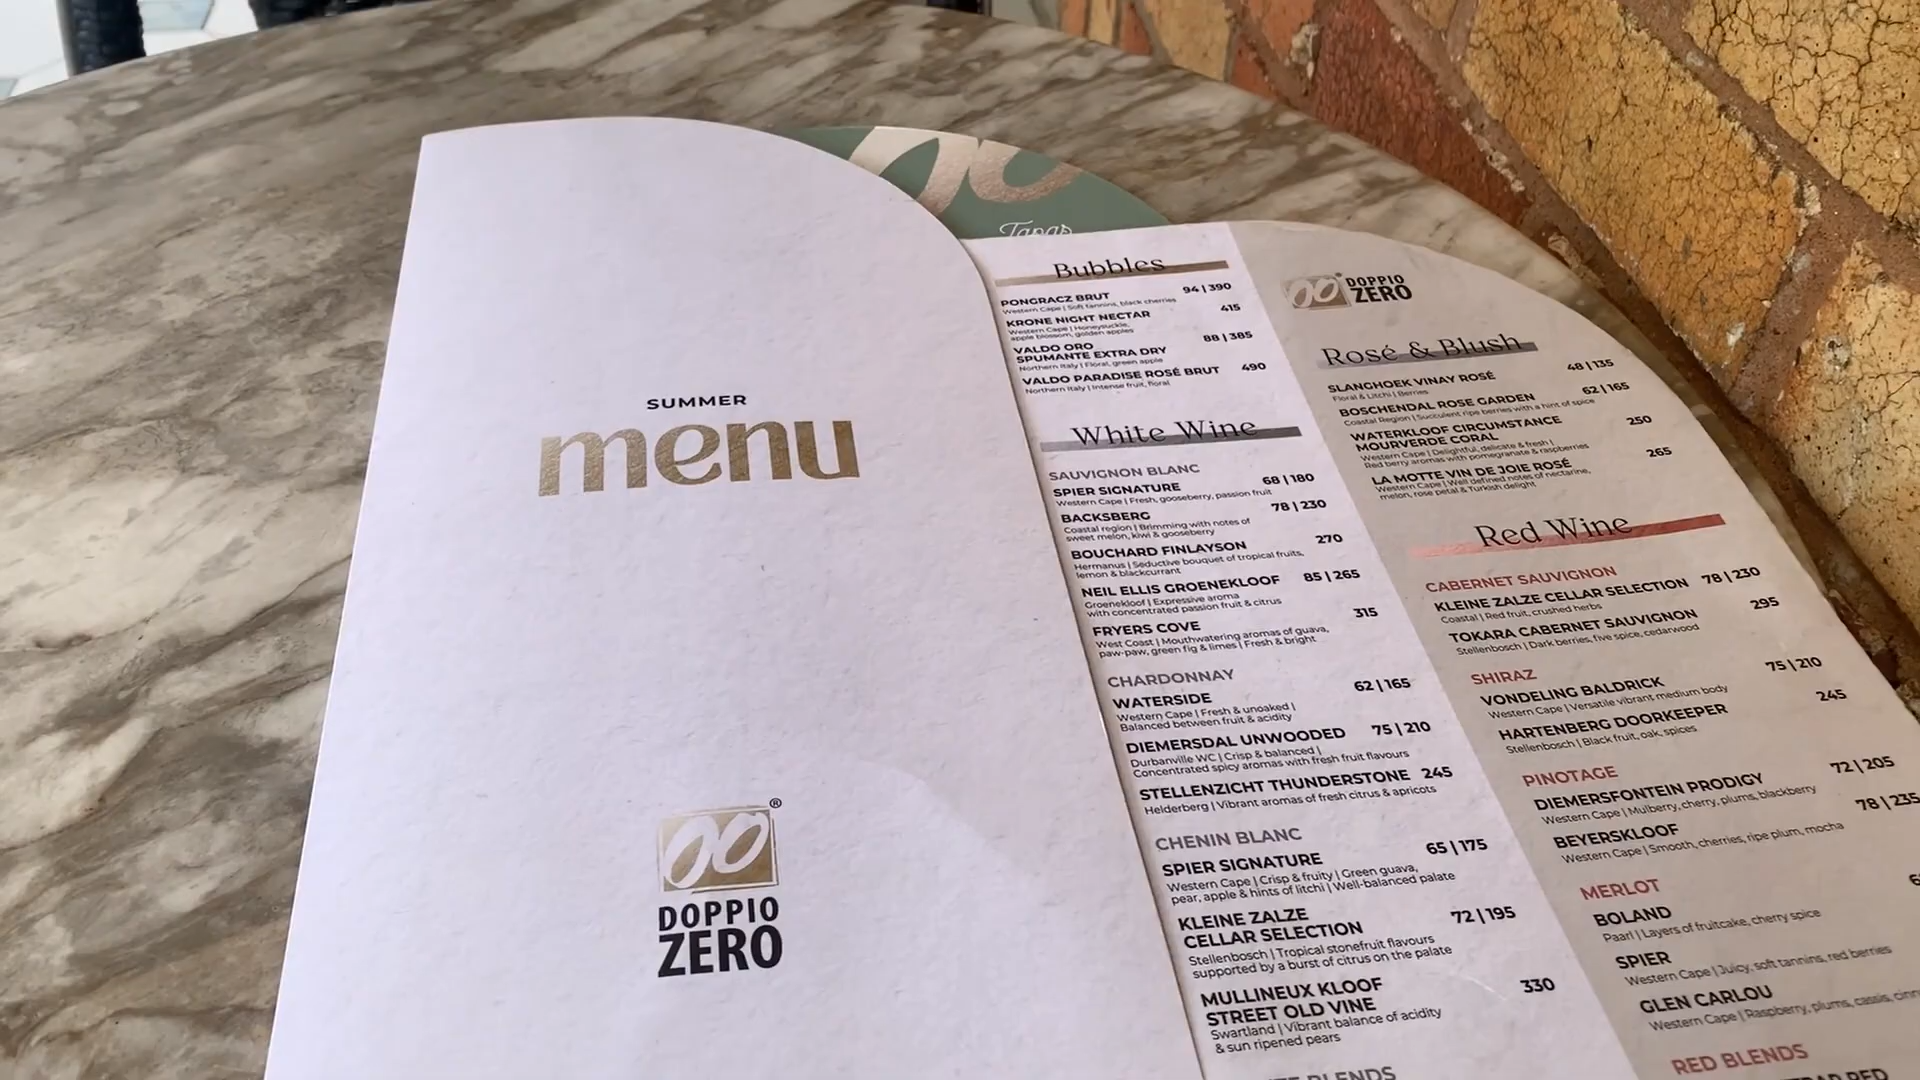 SUMMER
menu
®
DOPPIO
ZERO
Tapas
Bubbles
PONGRACZ BRUT 94 | 390
Western Cape | Soft tannins, black cherries
KRONE NIGHT NECTAR 415
Western Cape | Honeysuckle,
apple blossom, golden apples
VALDO ORO
SPUMANTE EXTRA DRY 88 | 385
Northern Italy | Floral, green apple
VALDO PARADISE ROSÉ BRUT 490
Northern Italy | Intense fruit, floral
White Wine
SAUVIGNON BLANC
SPIER SIGNATURE 68 | 180
Western Cape | Fresh, gooseberry, passion fruit
BACKSBERG 78 | 230
Coastal region | Brimming with notes of
sweet melon, kiwi & gooseberry
BOUCHARD FINLAYSON 270
Hermanus | Seductive bouquet of tropical fruits,
lemon & blackcurrant
NEIL ELLIS GROENEKLOOF 85 | 265
Groenekloof | Expressive aroma
with concentrated passion fruit & citrus
FRYERS COVE 315
West Coast | Mouthwatering aromas of guava,
paw-paw, green fig & limes | Fresh & bright
CHARDONNAY
WATERSIDE 62 | 165
Western Cape | Fresh & unoaked |
Balanced between fruit & acidity
DIEMERSDAL UNWOODED 75 | 210
Durbanville WC | Crisp & balanced |
Concentrated spicy aromas with fresh fruit flavours
STELLENZICHT THUNDERSTONE 245
Helderberg | Vibrant aromas of fresh citrus & apricots
CHENIN BLANC
SPIER SIGNATURE 65 | 175
Western Cape | Crisp & fruity | Green guava,
pear, apple & hints of litchi | Well-balanced palate
KLEINE ZALZE
CELLAR SELECTION 72 | 195
Stellenbosch | Tropical stonefruit flavours
supported by a burst of citrus on the palate
MULLINEUX KLOOF
STREET OLD VINE 330
Swartland | Vibrant balance of acidity
& sun ripened pears
BLENDS
DOPPIO
ZERO
Rosé & Blush
SLANGHOEK VINAY ROSÉ 48 | 135
Floral & Litchi | Berries
BOSCHENDAL ROSE GARDEN 62 | 165
Coastal Region | Succulent ripe berries with a hint of spice
WATERKLOOF CIRCUMSTANCE
MOURVERDE CORAL 250
Western Cape | Delightful, delicate & fresh |
Red berry aromas with pomegranate & raspberries
LA MOTTE VIN DE JOIE ROSÉ 265
Western Cape | Well defined notes of nectarine,
melon, rose petal & Turkish delight
Red Wine
CABERNET SAUVIGNON
KLEINE ZALZE CELLAR SELECTION 78 | 230
Coastal | Red fruit, crushed herbs
TOKARA CABERNET SAUVIGNON 295
Stellenbosch | Dark berries, five spice, cedarwood
SHIRAZ
VONDELING BALDRICK 75 | 210
Western Cape | Versatile vibrant medium body
HARTENBERG DOORKEEPER 245
Stellenbosch | Black fruit, oak, spices
PINOTAGE
DIEMERSFONTEIN PRODIGY 72 | 205
Western Cape | Mulberry, cherry, plums, blackberry
BEYERSKLOOF 78 | 235
Western Cape | Smooth, cherries, ripe plum, mocha
MERLOT
BOLAND
Paarl | Layers of fruitcake, cherry spice
SPIER
Western Cape | Juicy, soft tannins, red berries
GLEN CARLOU
Western Cape | Raspberry, plums, cassis,
RED BLENDS
RED